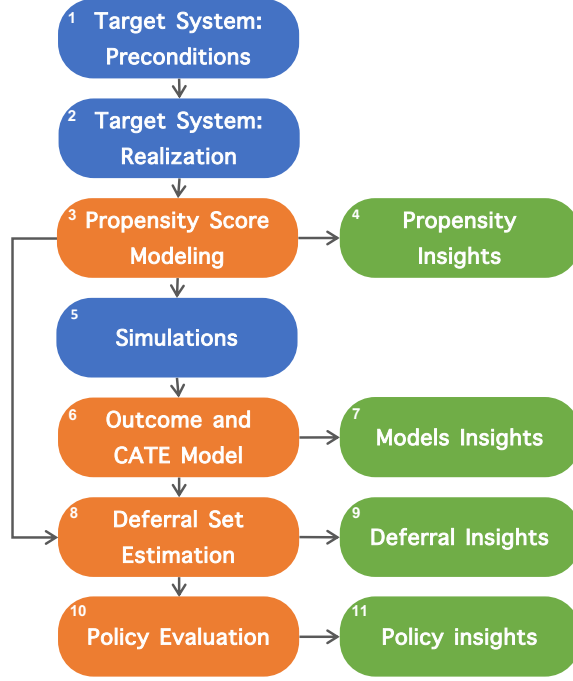 1 Target System:
Preconditions
2 Target System:
Realization
3 Propensity Score
Modeling
4 Propensity
Insights
5
Simulations
6 Outcome and
CATE Model
7
Models Insights
8 Deferral Set
Estimation
9
Deferral Insights
10
Policy Evaluation
11
Policy insights